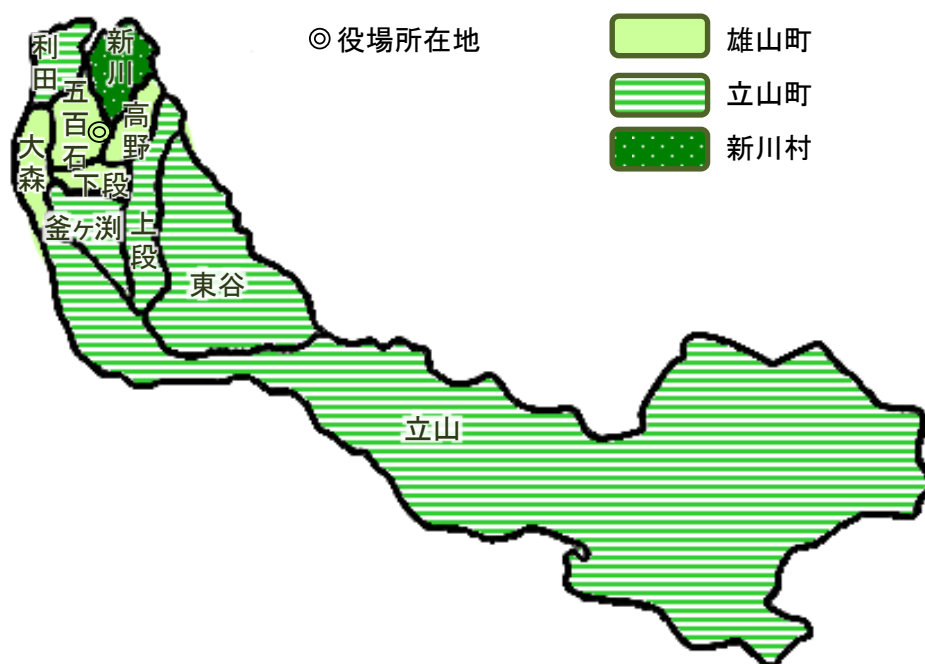 ◎役場所在地
雄山町
立山町
新川村
利田
新川
五百石
◎
高野
大森
下段
釜ヶ渕
上段
東谷
立山